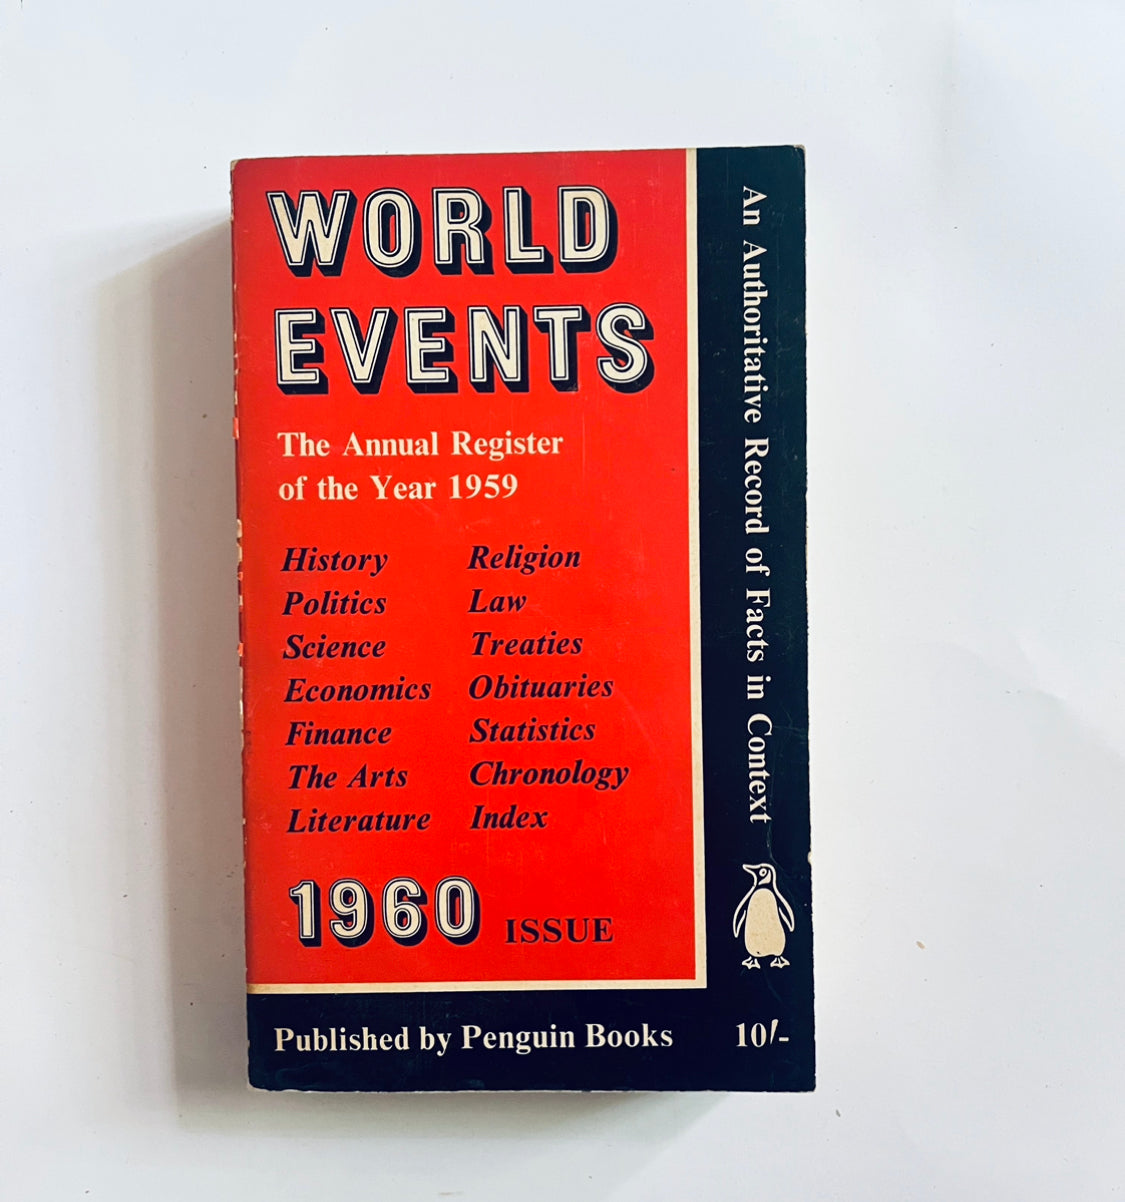 WORLD
EVENTS
The Annual Register
of the Year 1959
History
Politics
Science
Economics
Finance
The Arts
Literature
Religion
Law
Treaties
Obituaries
Statistics
Chronology
Index
1960 ISSUE
An Authoritative Record of Facts in Context
Published by Penguin Books
10/-